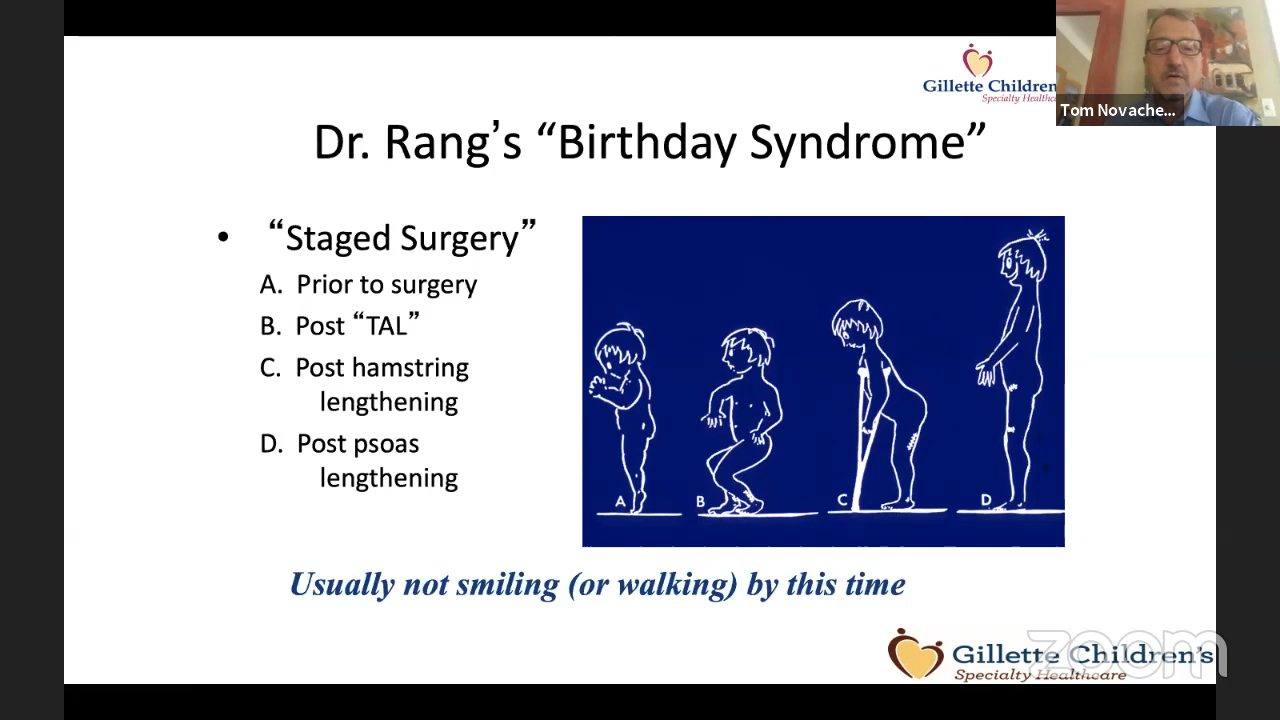 Gillette Children
Specialty Healthca
Tom Novache...
Dr. Rang’s “Birthday Syndrome”
• “Staged Surgery”
A. Prior to surgery
B. Post “TAL”
C. Post hamstring
lengthening
D. Post psoas
lengthening
A
B
C
D
Usually not smiling (or walking) by this time
Gillette Children's
Specialty Healthcare
zoom